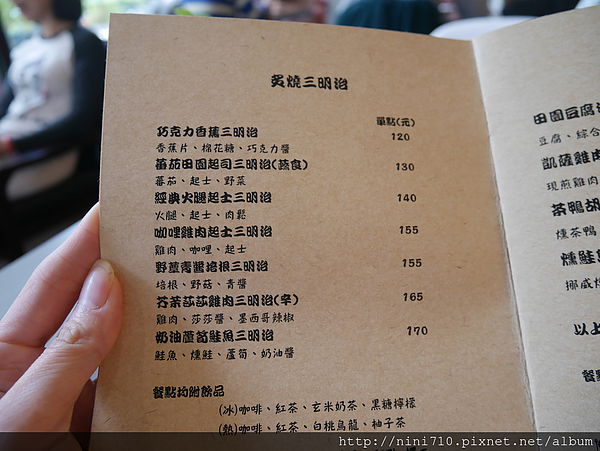 炙燒三明治
單點(元)
巧克力香蕉三明治 120
香蕉片、棉花糖、巧克力醬
蕃茄田園起司三明治(蔬食) 130
蕃茄、起士、野菜
經典火腿起士三明治 140
火腿、起士、肉鬆
咖哩雞肉起士三明治 155
雞肉、咖哩、起士
野蕈青醬培根三明治 155
培根、野菇、青醬
芥茉莎莎雞肉三明治(辛) 165
雞肉、莎莎醬、墨西哥辣椒
奶油蘆筍鮭魚三明治 170
鮭魚、燻鮭、蘆筍、奶油醬
餐點均附飲品
(冰)咖啡、紅茶、玄米奶茶、黑糖檸檬
(熱)咖啡、紅茶、白桃烏龍、柚子茶
田園豆腐
豆腐、綜合
凱薩雞肉
現煎雞肉
茶鴨胡
燻茶鴨
燻鮭
挪威
以上
餐點
http://nini710.pixnet.net/album